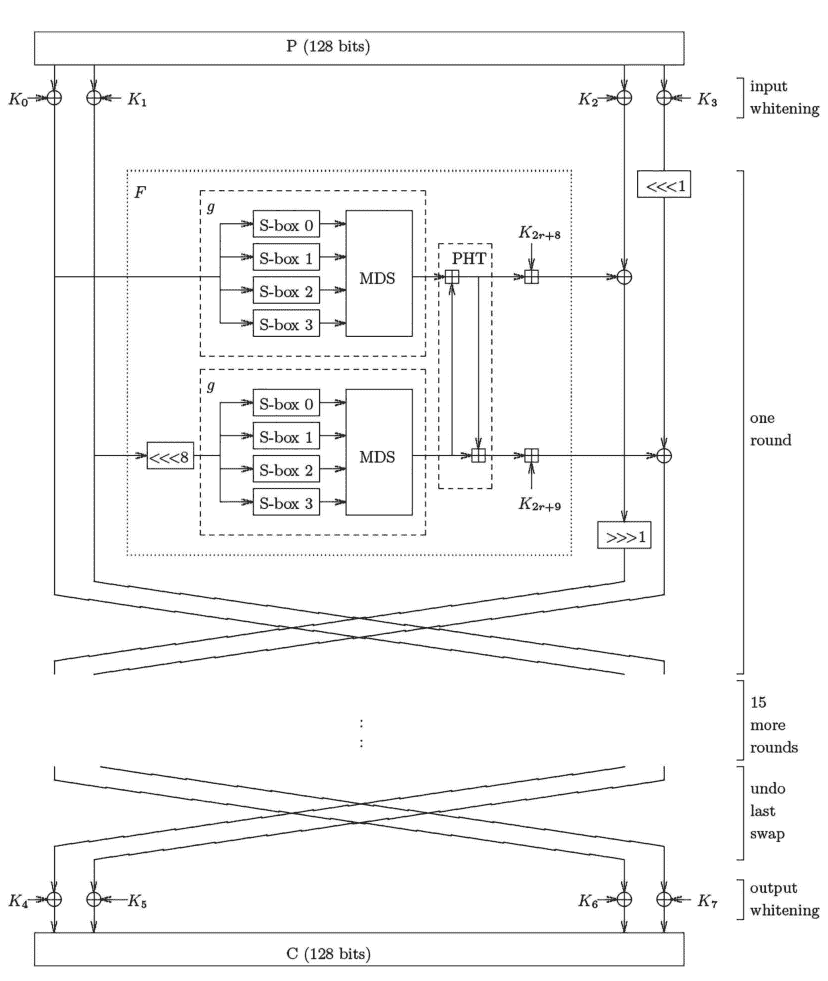 P (128 bits)
K₀ K₁ K₂ K₃
input
whitening
F
<<<1
g
S-box 0
S-box 1
S-box 2
S-box 3
MDS
PHT
K₂ᵣ₊₈
g
S-box 0
S-box 1
S-box 2
S-box 3
MDS
<<<8
K₂ᵣ₊₉
one
round
>>>1
15
more
rounds
undo
last
swap
K₄ K₅ K₆ K₇
output
whitening
C (128 bits)